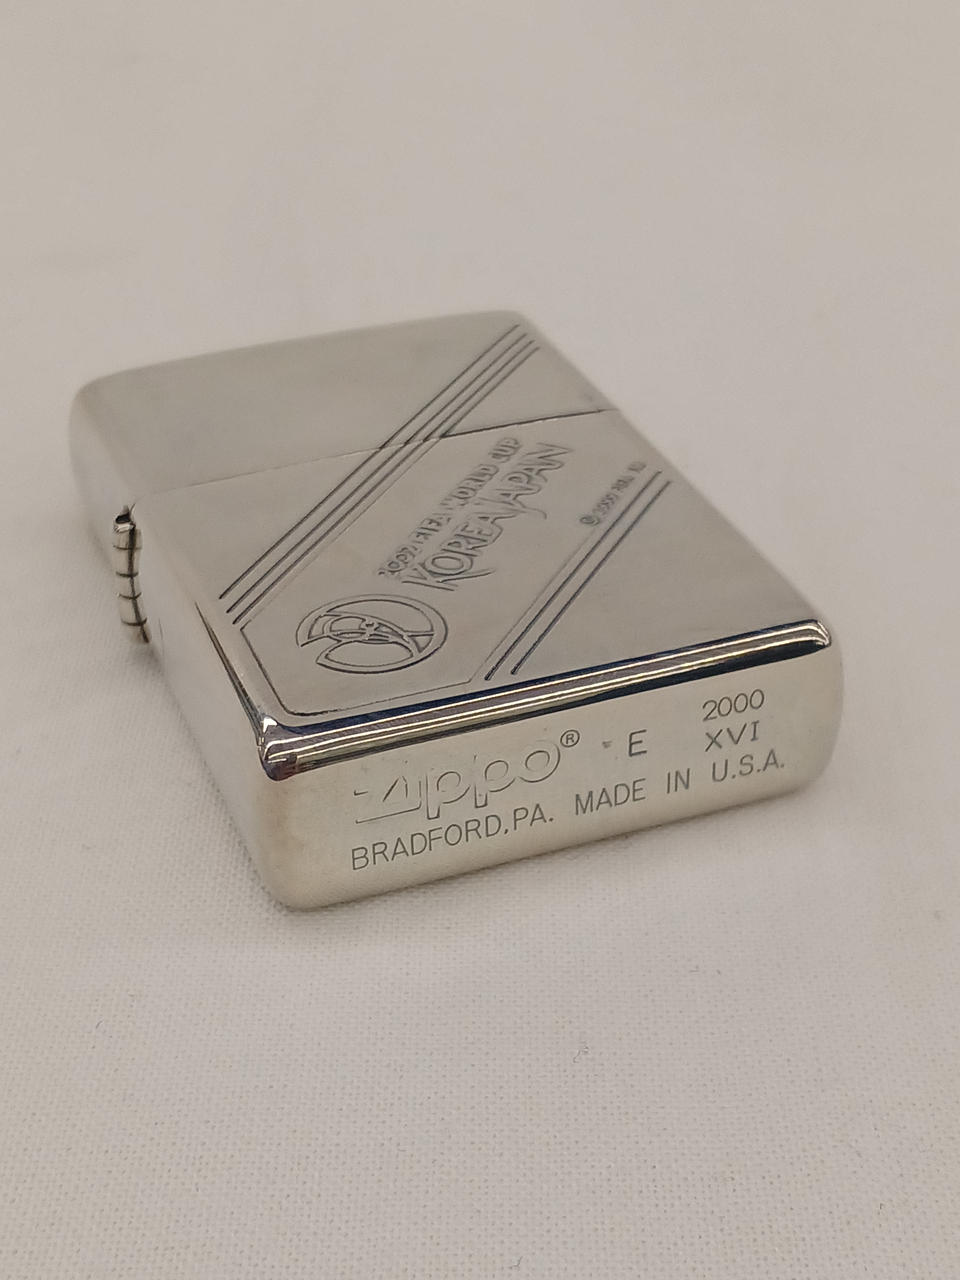 2002 FIFA WORLD CUP
KOREA JAPAN
Zippo® E 2000
XVI
BRADFORD,PA. MADE IN U.S.A.